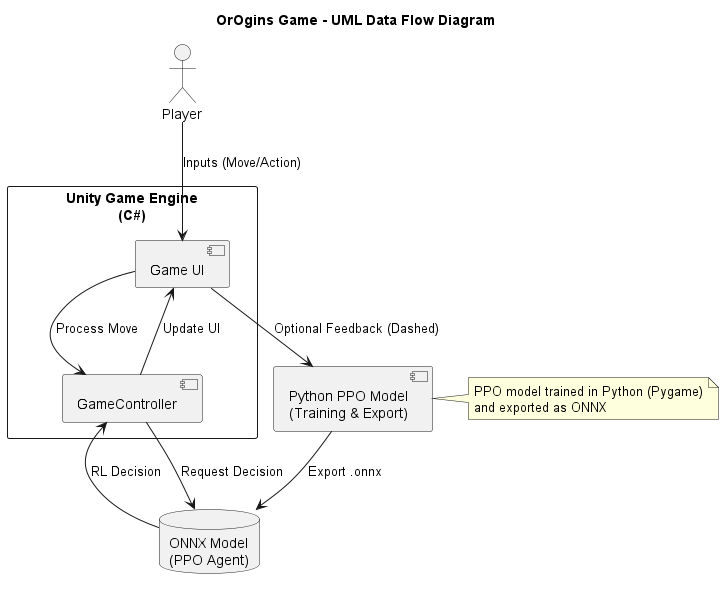 OrOgins Game - UML Data Flow Diagram
Player
Inputs (Move/Action)
Unity Game Engine
(C#)
Game UI
Process Move
Update UI
Optional Feedback (Dashed)
GameController
Python PPO Model
(Training & Export)
PPO model trained in Python (Pygame)
and exported as ONNX
RL Decision
Request Decision
Export .onnx
ONNX Model
(PPO Agent)